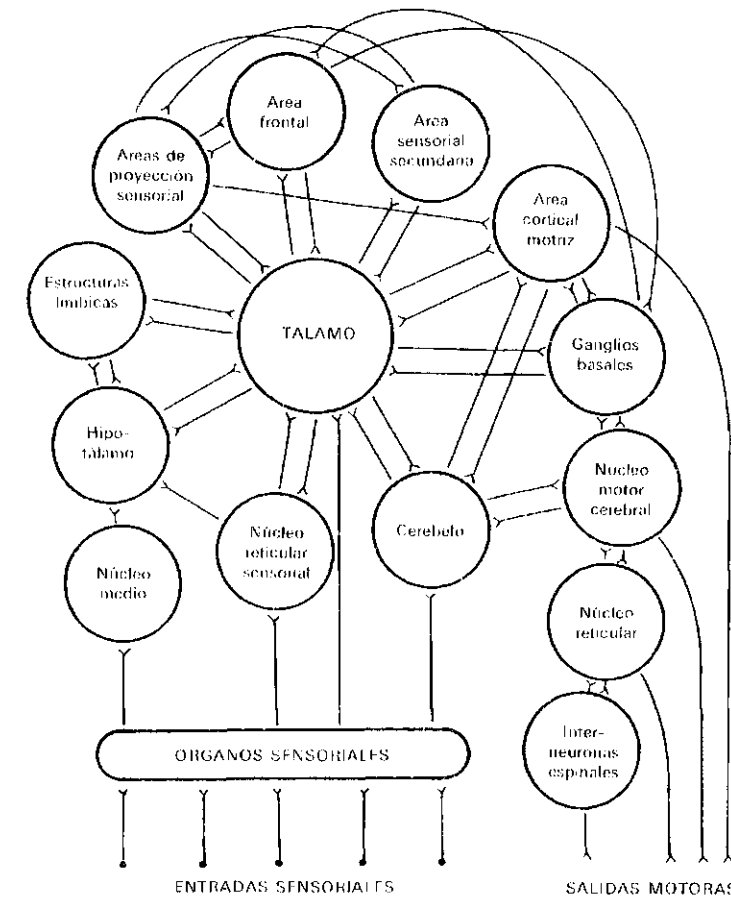 Area
frontal
Area
sensorial
secundaria
Areas de
proyección
sensorial
Area
cortical
motriz
Estructuras
límbicas
TALAMO
Ganglios
basales
Hipo-
tálamo
Núcleo
motor
cerebral
Núcleo
reticular
sensorial
Cerebelo
Núcleo
medio
Núcleo
reticular
Inter-
neuronas
espinales
ORGANOS SENSORIALES
ENTRADAS SENSORIALES
SALIDAS MOTORAS